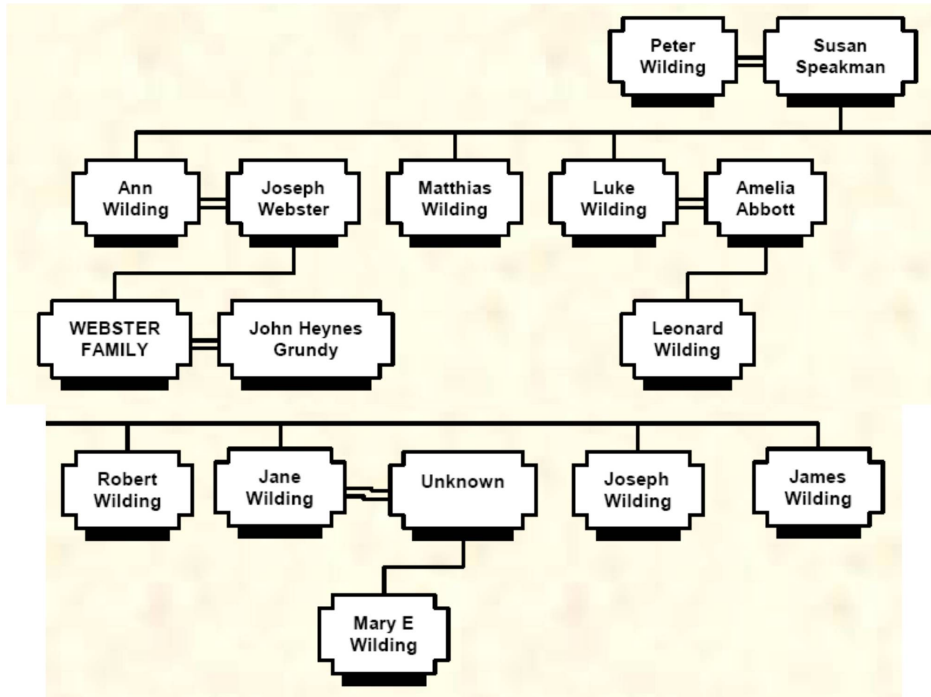 Peter
Wilding
Susan
Speakman
Ann
Wilding
Joseph
Webster
Matthias
Wilding
Luke
Wilding
Amelia
Abbott
WEBSTER
FAMILY
John Heynes
Grundy
Leonard
Wilding
Robert
Wilding
Jane
Wilding
Unknown
Joseph
Wilding
James
Wilding
Mary E
Wilding